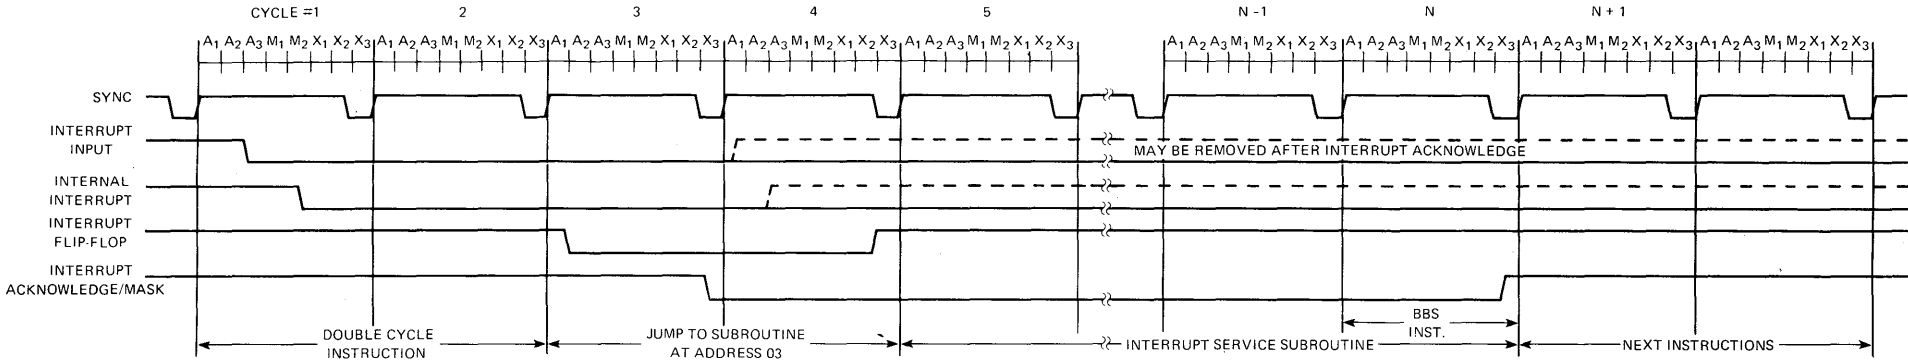 CYCLE #1 2 3 4 5 N-1 N N + 1
A₁ A₂ A₃ M₁ M₂ X₁ X₂ X₃ A₁ A₂ A₃ M₁ M₂ X₁ X₂ X₃ A₁ A₂ A₃ M₁ M₂ X₁ X₂ X₃ A₁ A₂ A₃ M₁ M₂ X₁ X₂ X₃ A₁ A₂ A₃ M₁ M₂ X₁ X₂ X₃ A₁ A₂ A₃ M₁ M₂ X₁ X₂ X₃ A₁ A₂ A₃ M₁ M₂ X₁ X₂ X₃ A₁ A₂ A₃ M₁ M₂ X₁ X₂ X₃ A₁ A₂ A₃ M₁ M₂ X₁ X₂ X₃
SYNC
INTERRUPT
INPUT
MAY BE REMOVED AFTER INTERRUPT ACKNOWLEDGE
INTERNAL
INTERRUPT
INTERRUPT
FLIP-FLOP
INTERRUPT
ACKNOWLEDGE/MASK
DOUBLE CYCLE
INSTRUCTION
JUMP TO SUBROUTINE
AT ADDRESS 03
BBS
INST.
INTERRUPT SERVICE SUBROUTINE
NEXT INSTRUCTIONS